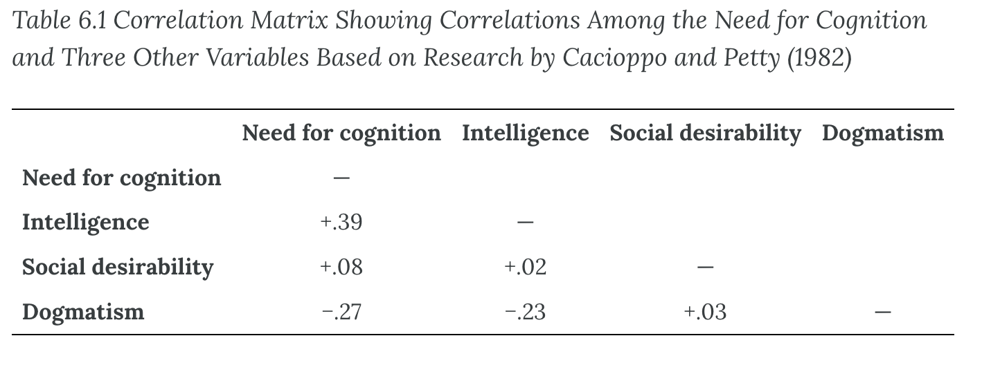 Table 6.1 Correlation Matrix Showing Correlations Among the Need for Cognition
and Three Other Variables Based on Research by Cacioppo and Petty (1982)
Need for cognition Intelligence Social desirability Dogmatism
Need for cognition —
Intelligence +.39 —
Social desirability +.08 +.02 —
Dogmatism −.27 −.23 +.03 —